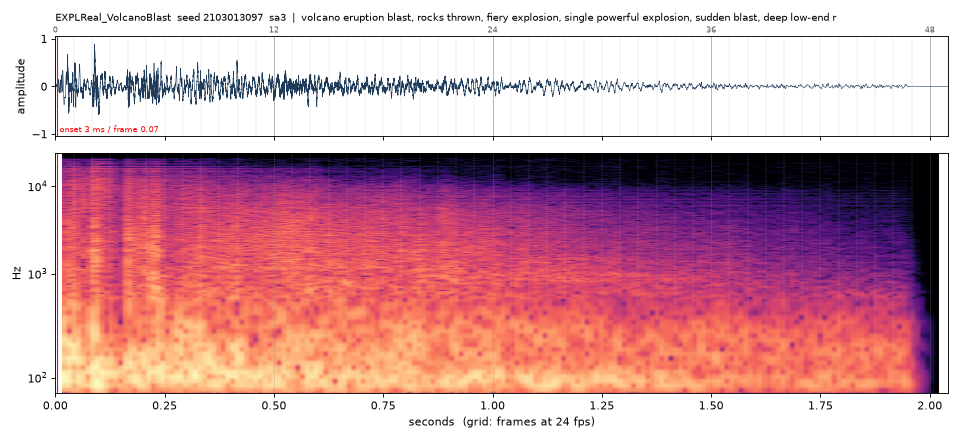 EXPLReal_VolcanoBlast seed 2103013097 sa3 | volcano eruption blast, rocks thrown, fiery explosion, single powerful explosion, sudden blast, deep low-end r
0 12 24 36 48
1
0
−1
amplitude
onset 3 ms / frame 0.07
10⁴
10³
10²
Hz
0.00 0.25 0.50 0.75 1.00 1.25 1.50 1.75 2.00
seconds (grid: frames at 24 fps)